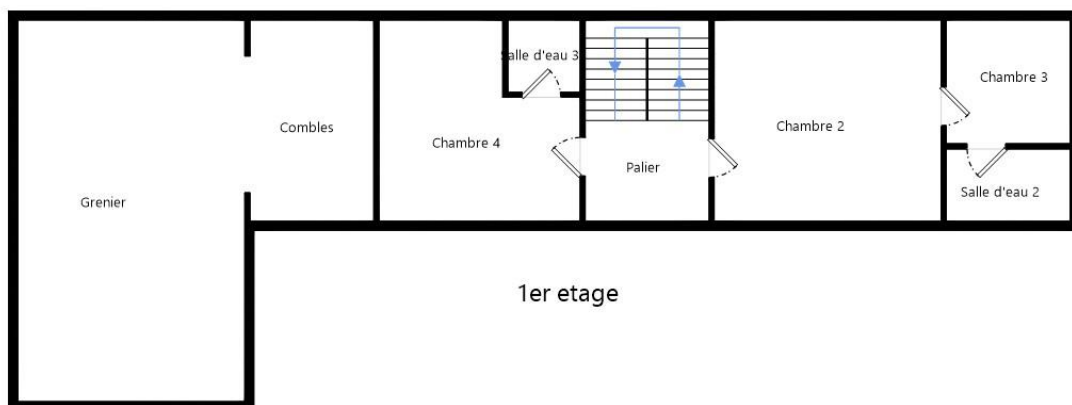 Salle d'eau 3
Chambre 3
Combles
Chambre 4
Chambre 2
Palier
Salle d'eau 2
Grenier
1er etage